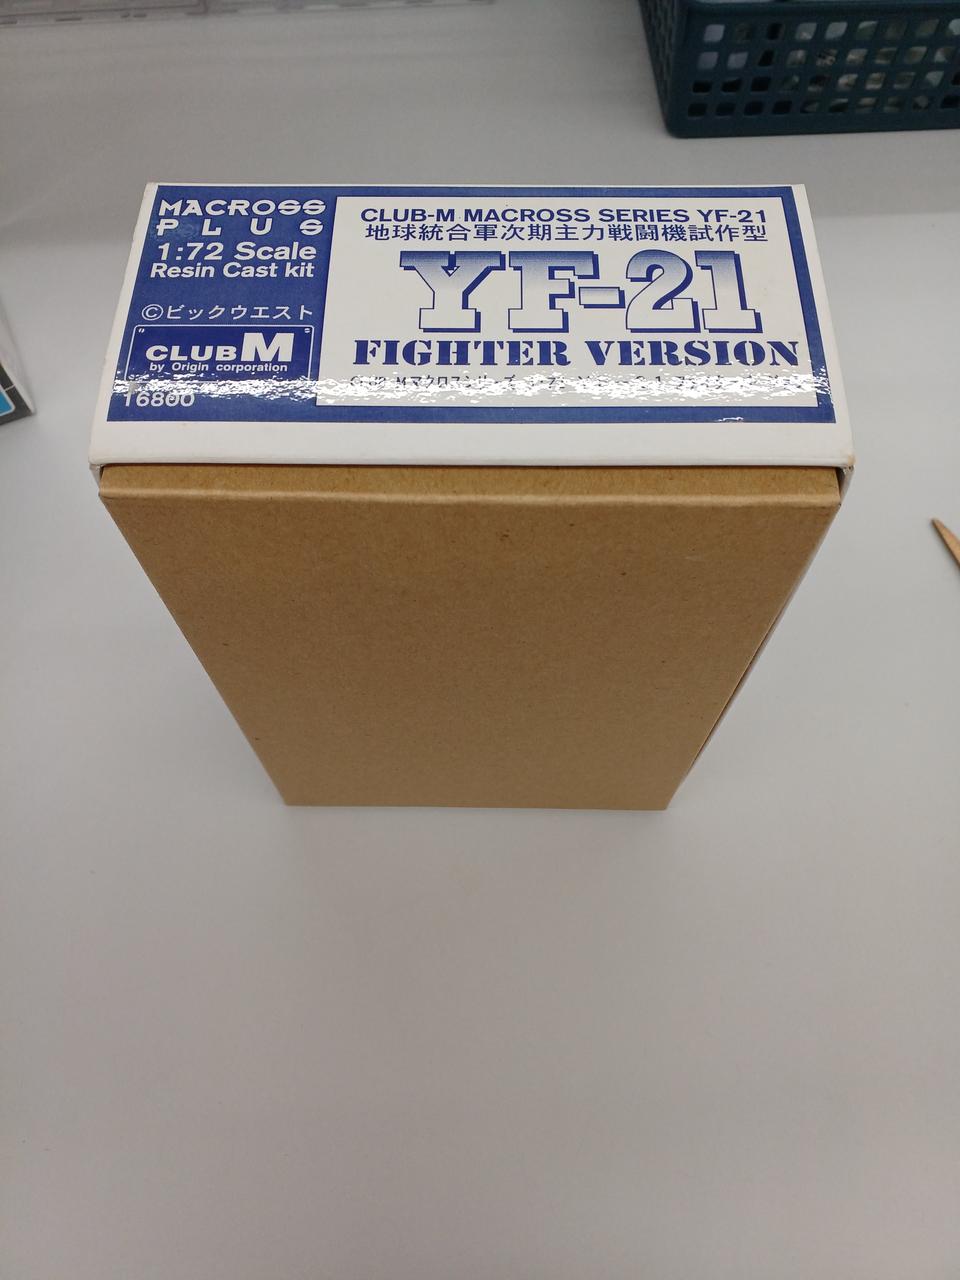 MACROSS
PLUS
1:72 Scale
Resin Cast kit
©ビックウエスト
"CLUB M"
by Origin corporation
16800
CLUB-M MACROSS SERIES YF-21
地球統合軍次期主力戦闘機試作型
YF-21
FIGHTER VERSION